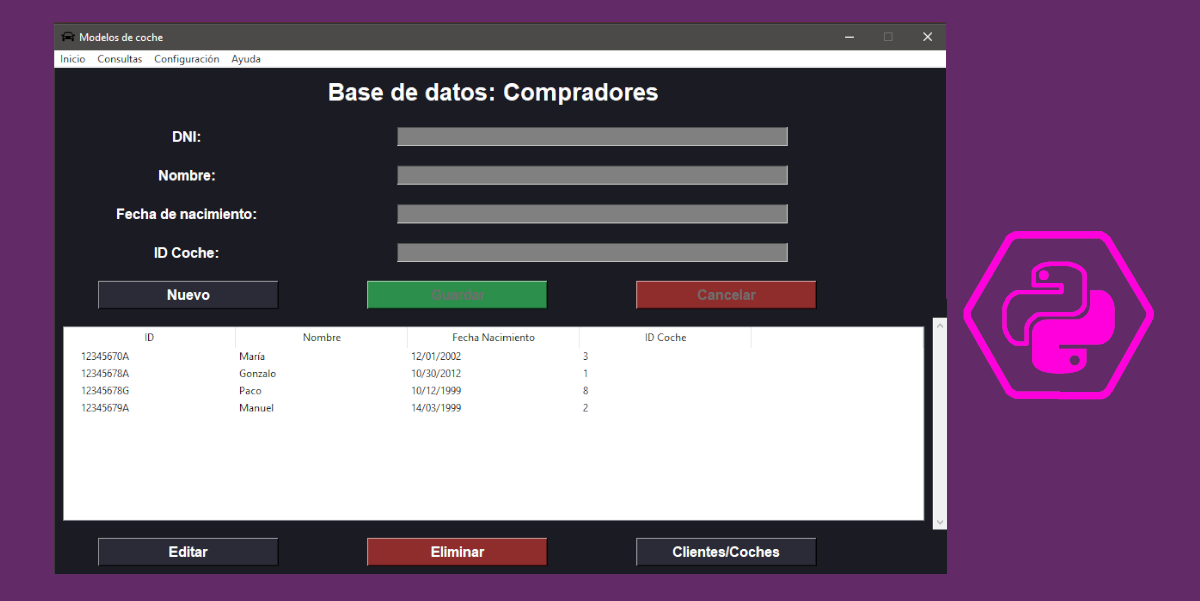 Modelos de coche
Inicio Consultas Configuración Ayuda
Base de datos: Compradores
DNI:
Nombre:
Fecha de nacimiento:
ID Coche:
Nuevo Guardar Cancelar
ID Nombre Fecha Nacimiento ID Coche
12345670A María 12/01/2002 3
12345678A Gonzalo 10/30/2012 1
12345678G Paco 10/12/1999 8
12345679A Manuel 14/03/1999 2
Editar Eliminar Clientes/Coches